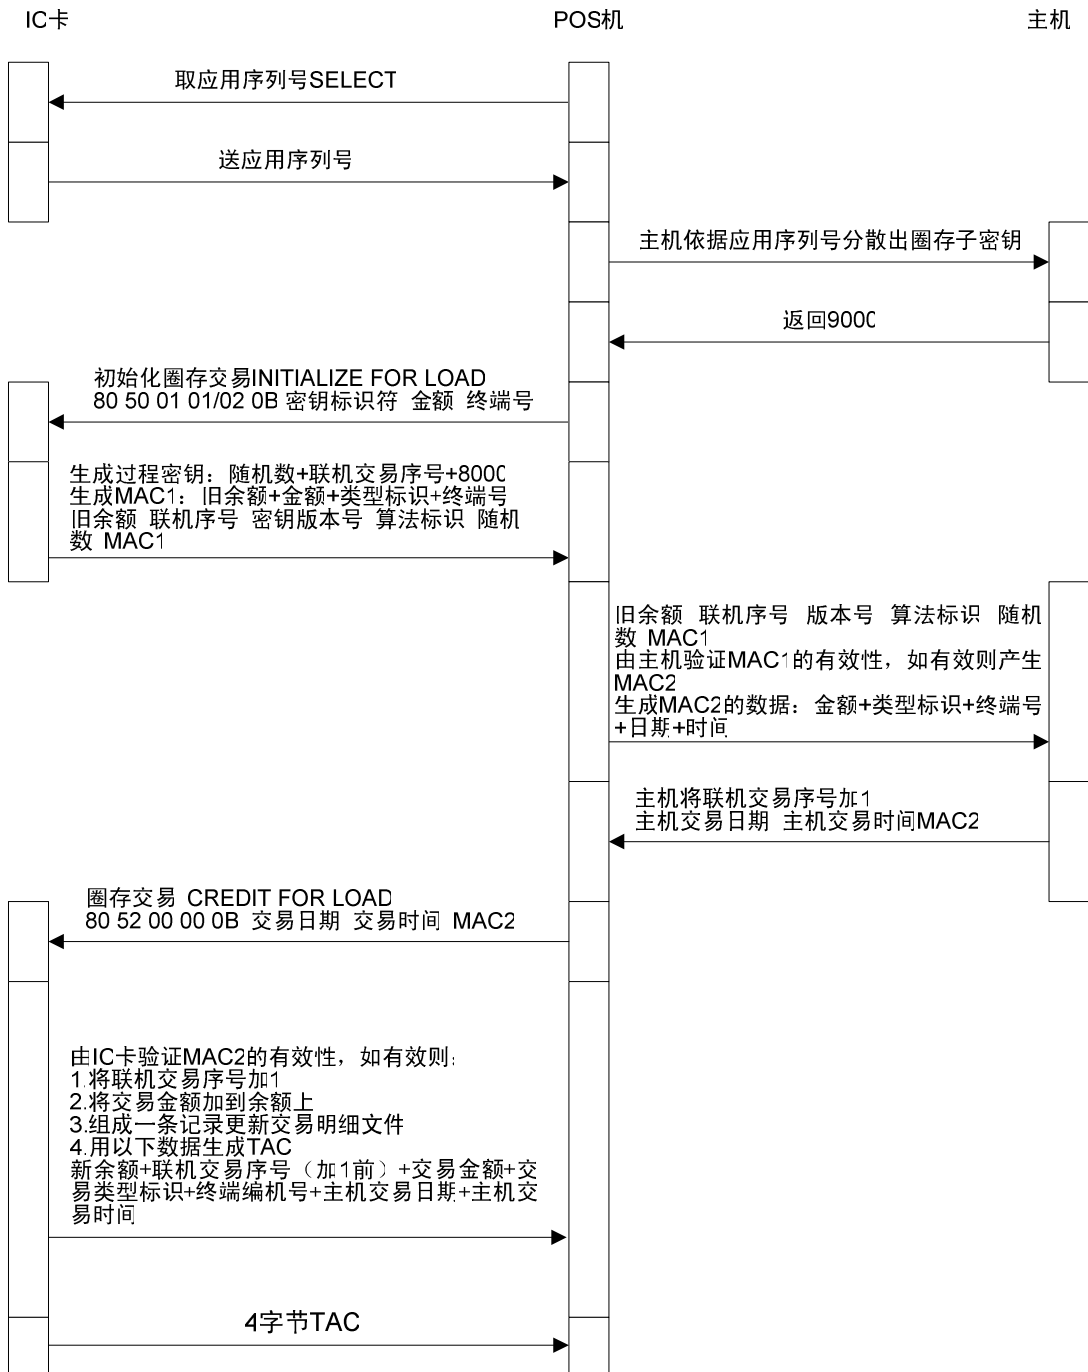 IC卡
POS机
主机
取应用序列号SELECT
送应用序列号
主机依据应用序列号分散出圈存子密钥
返回9000
初始化圈存交易INITIALIZE FOR LOAD
80 50 01 01/02 0B 密钥标识符 金额 终端号
生成过程密钥：随机数+联机交易序号+8000
生成MAC1：旧余额+金额+类型标识+终端号
旧余额 联机序号 密钥版本号 算法标识 随机
数 MAC1
旧余额 联机序号 版本号 算法标识 随机
数 MAC1
由主机验证MAC1的有效性，如有效则产生
MAC2
生成MAC2的数据：金额+类型标识+终端号
+日期+时间
主机将联机交易序号加1
主机交易日期 主机交易时间MAC2
圈存交易 CREDIT FOR LOAD
80 52 00 00 0B 交易日期 交易时间 MAC2
由IC卡验证MAC2的有效性，如有效则：
1.将联机交易序号加1
2.将交易金额加到余额上
3.组成一条记录更新交易明细文件
4.用以下数据生成TAC
新余额+联机交易序号（加1前）+交易金额+交
易类型标识+终端编机号+主机交易日期+主机交
易时间
4字节TAC